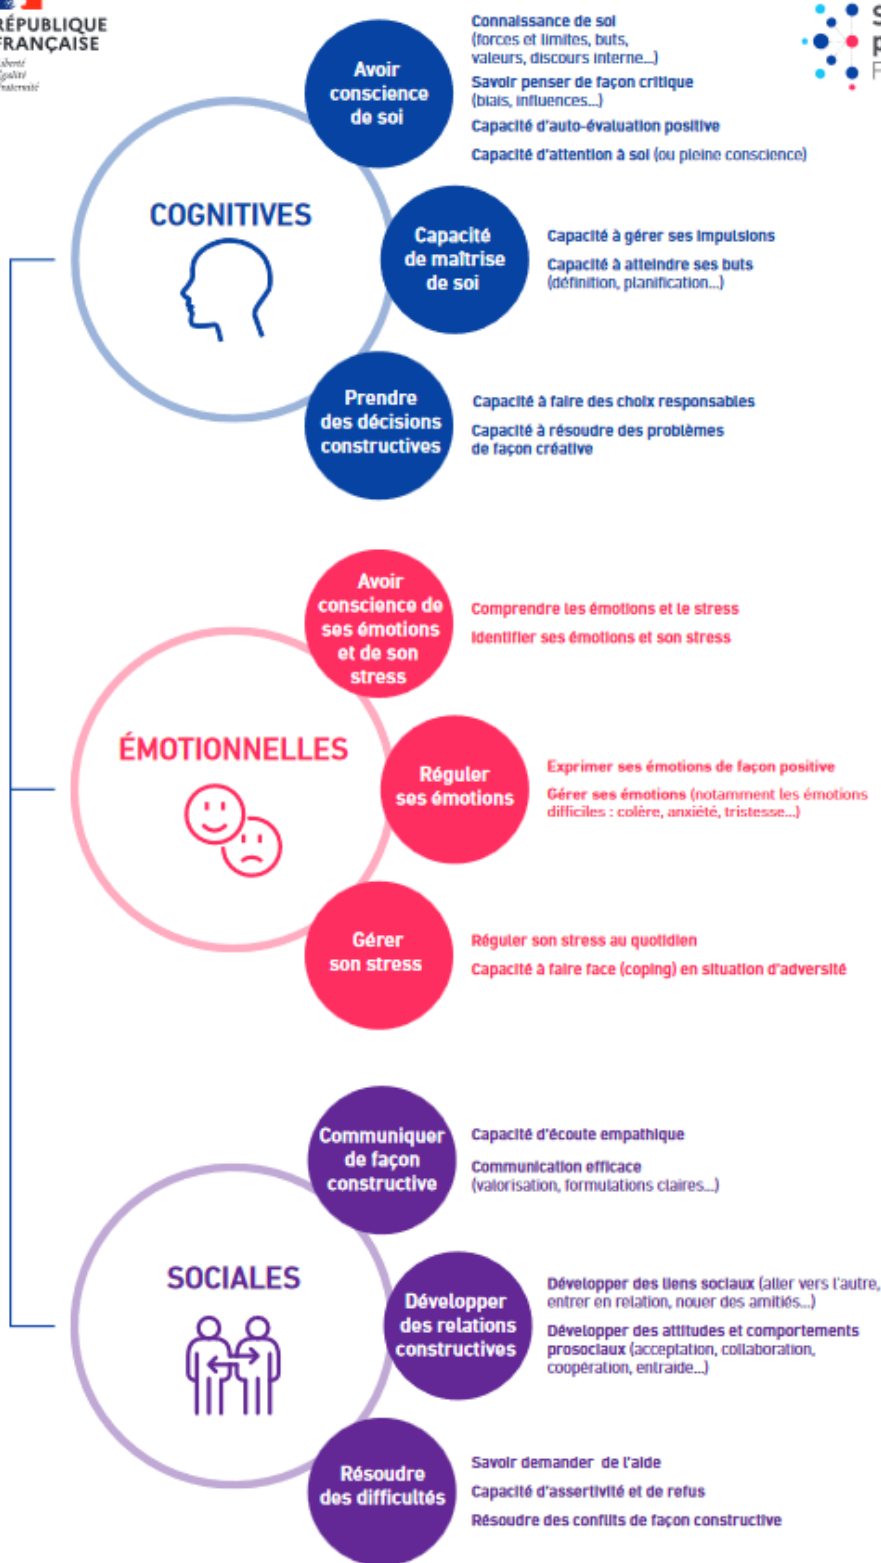 RÉPUBLIQUE
FRANÇAISE
Liberté
Égalité
Fraternité
COGNITIVES
Avoir
conscience
de soi
Connaissance de soi
(forces et limites, buts,
valeurs, discours interne...)
Savoir penser de façon critique
(biais, influences...)
Capacité d'auto-évaluation positive
Capacité d'attention à soi (ou pleine conscience)
Capacité
de maîtrise
de soi
Capacité à gérer ses impulsions
Capacité à atteindre ses buts
(définition, planification...)
Prendre
des décisions
constructives
Capacité à faire des choix responsables
Capacité à résoudre des problèmes
de façon créative
ÉMOTIONNELLES
Avoir
conscience de
ses émotions
et de son
stress
Comprendre les émotions et le stress
Identifier ses émotions et son stress
Réguler
ses émotions
Exprimer ses émotions de façon positive
Gérer ses émotions (notamment les émotions
difficiles : colère, anxiété, tristesse...)
Gérer
son stress
Réguler son stress au quotidien
Capacité à faire face (coping) en situation d'adversité
SOCIALES
Communiquer
de façon
constructive
Capacité d'écoute empathique
Communication efficace
(valorisation, formulations claires...)
Développer
des relations
constructives
Développer des liens sociaux (aller vers l'autre,
entrer en relation, nouer des amitiés...)
Développer des attitudes et comportements
prosociaux (acceptation, collaboration,
coopération, entraide...)
Résoudre
des difficultés
Savoir demander de l'aide
Capacité d'assertivité et de refus
Résoudre des conflits de façon constructive